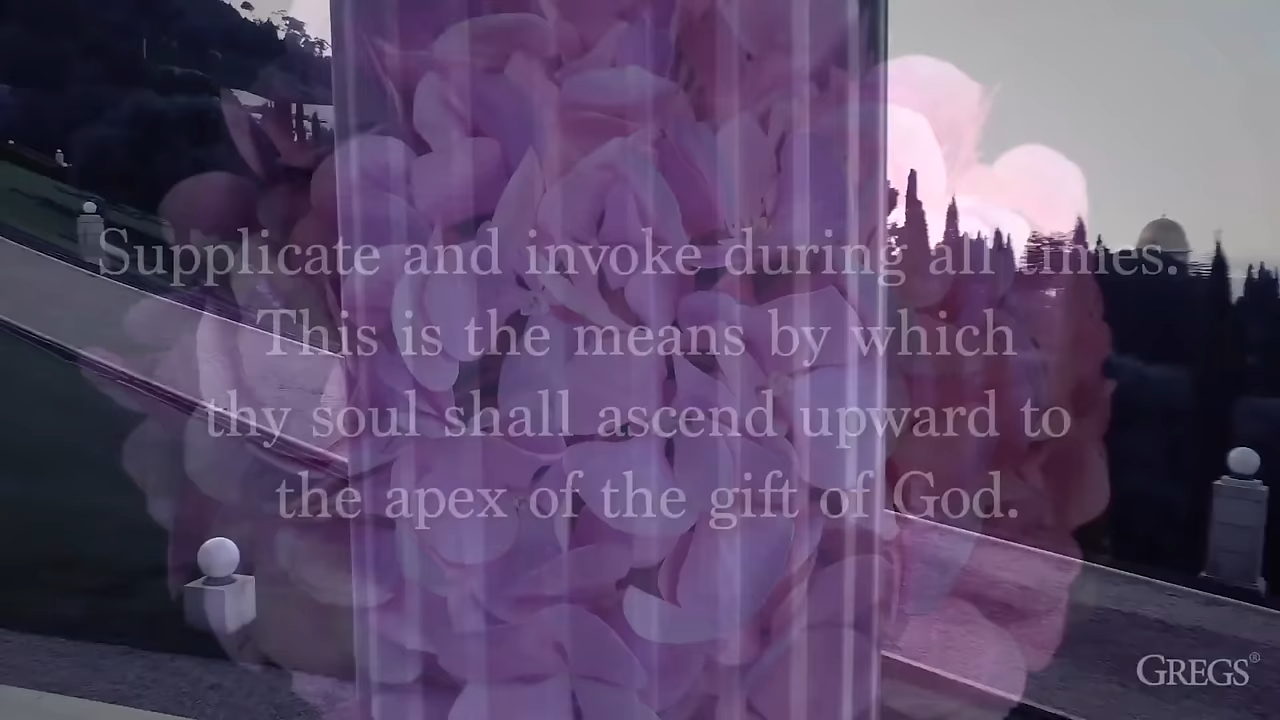 Supplicate and invoke during all times.
This is the means by which
thy soul shall ascend upward to
the apex of the gift of God.
GREGS®